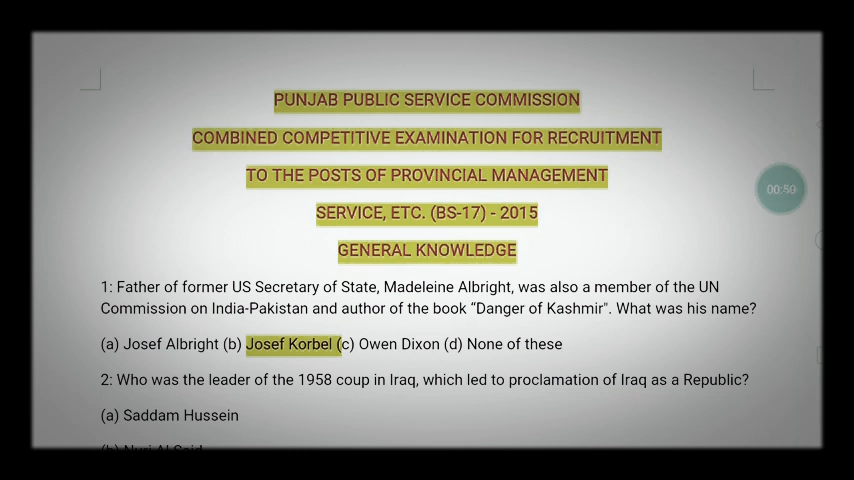 PUNJAB PUBLIC SERVICE COMMISSION
COMBINED COMPETITIVE EXAMINATION FOR RECRUITMENT
TO THE POSTS OF PROVINCIAL MANAGEMENT
SERVICE, ETC. (BS-17) - 2015
00:50
GENERAL KNOWLEDGE
1: Father of former US Secretary of State, Madeleine Albright, was also a member of the UN
Commission on India-Pakistan and author of the book “Danger of Kashmir". What was his name?
(a) Josef Albright (b) Josef Korbel (c) Owen Dixon (d) None of these
2: Who was the leader of the 1958 coup in Iraq, which led to proclamation of Iraq as a Republic?
(a) Saddam Hussein
(b) Nuri Al Said